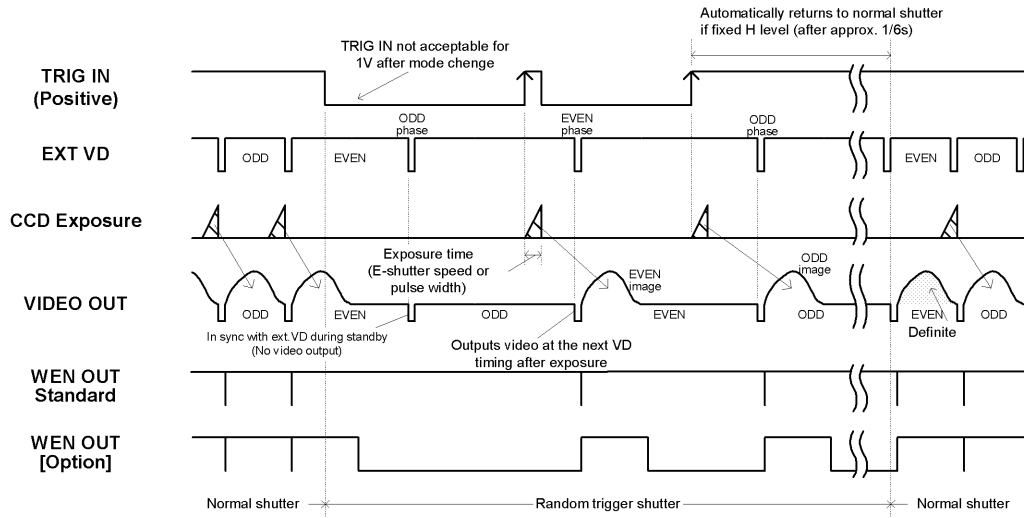 Automatically returns to normal shutter
if fixed H level (after approx. 1/6s)
TRIG IN not acceptable for
1V after mode chenge
TRIG IN
(Positive)
ODD
phase
EVEN
phase
ODD
phase
EXT VD
ODD
EVEN
EVEN
ODD
CCD Exposure
Exposure time
(E-shutter speed or
pulse width)
EVEN
image
ODD
image
VIDEO OUT
ODD
EVEN
ODD
EVEN
ODD
EVEN
ODD
In sync with ext.VD during standby
(No video output)
Outputs video at the next VD
timing after exposure
Definite
WEN OUT
Standard
WEN OUT
[Option]
Normal shutter
Random trigger shutter
Normal shutter